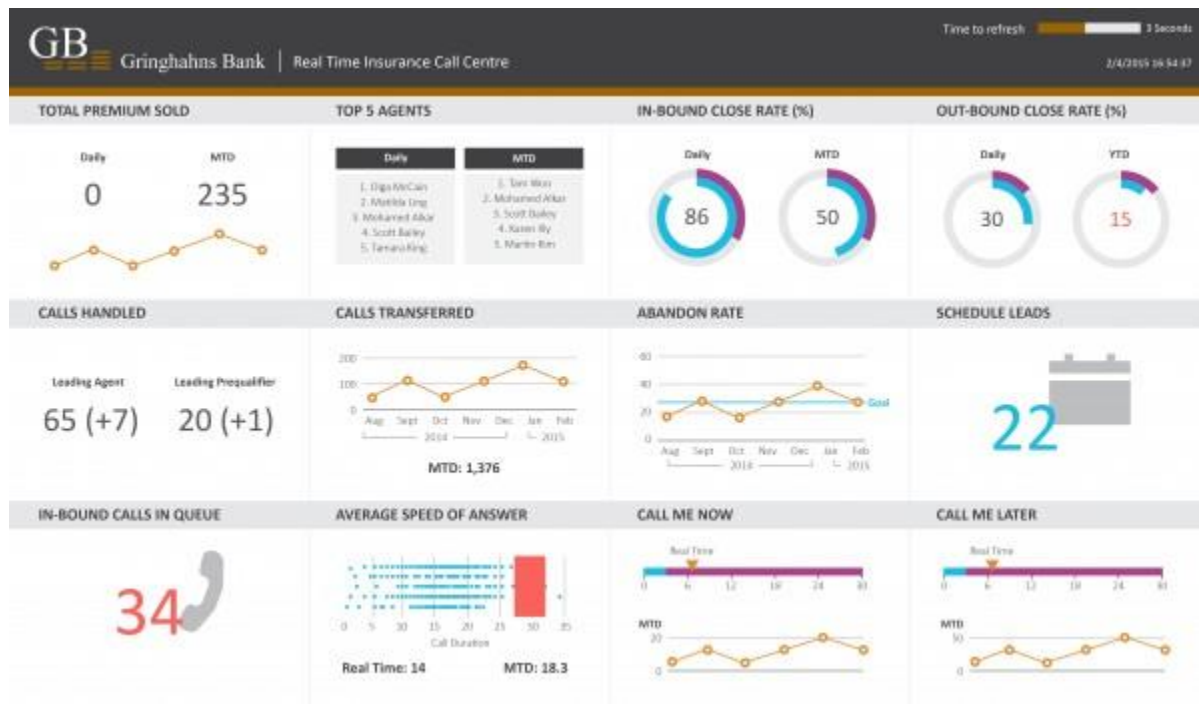 GB
Gringhahns Bank | Real Time Insurance Call Centre
Time to refresh
3 Seconds
2/4/2015 16:54:37
TOTAL PREMIUM SOLD
Daily MTD
0 235
TOP 5 AGENTS
Daily MTD
1. Olga McCain
2. Matilda Ling
3. Mohamed Alkar
4. Scott Bailey
5. Tamara King
1. Tam Woo
2. Mohamed Alkar
3. Scott Bailey
4. Karen
5. Martin
IN-BOUND CLOSE RATE (%)
Daily MTD
86 50
OUT-BOUND CLOSE RATE (%)
Daily YTD
30 15
CALLS HANDLED
Leading Agent Leading Prequalifier
65 (+7) 20 (+1)
CALLS TRANSFERRED
200
100
0
Aug Sept Oct Nov Dec Jan Feb
2014 2015
MTD: 1,376
ABANDON RATE
60
40
20
0
Goal
Aug Sept Oct Nov Dec Jan Feb
2014 2015
SCHEDULE LEADS
22
IN-BOUND CALLS IN QUEUE
34
AVERAGE SPEED OF ANSWER
0 5 10 15 20 25 30 35
Call Duration
Real Time: 14 MTD: 18.3
CALL ME NOW
Real Time
0 6 12 18 24 30
MTD
20
0
CALL ME LATER
Real Time
0 6 12 18 24 30
MTD
50
0